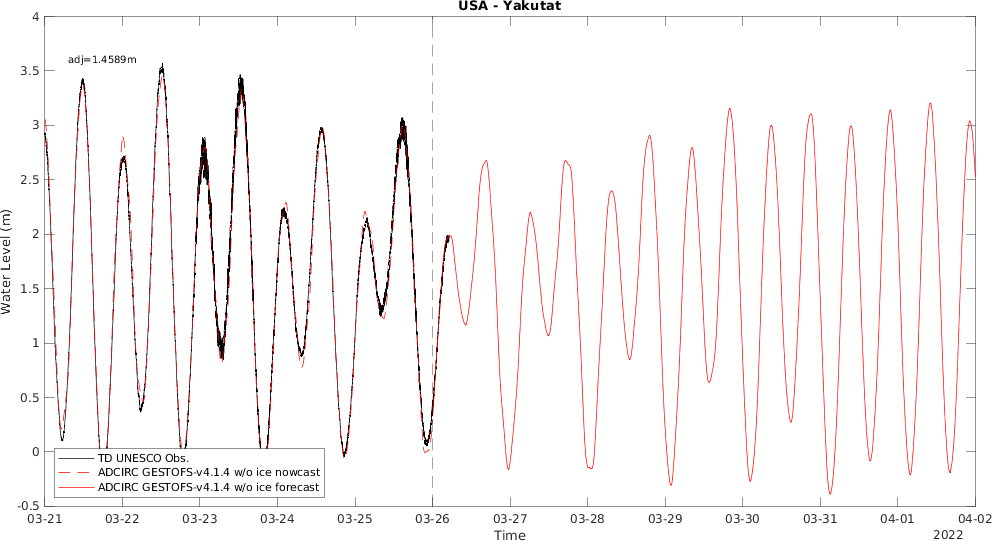 USA - Yakutat
4
adj=1.4589m
3.5
3
2.5
2
1.5
1
0.5
0
-0.5
Water Level (m)
TD UNESCO Obs.
ADCIRC GESTOFS-v4.1.4 w/o ice nowcast
ADCIRC GESTOFS-v4.1.4 w/o ice forecast
03-21 03-22 03-23 03-24 03-25 03-26 03-27 03-28 03-29 03-30 03-31 04-01 04-02
Time
2022